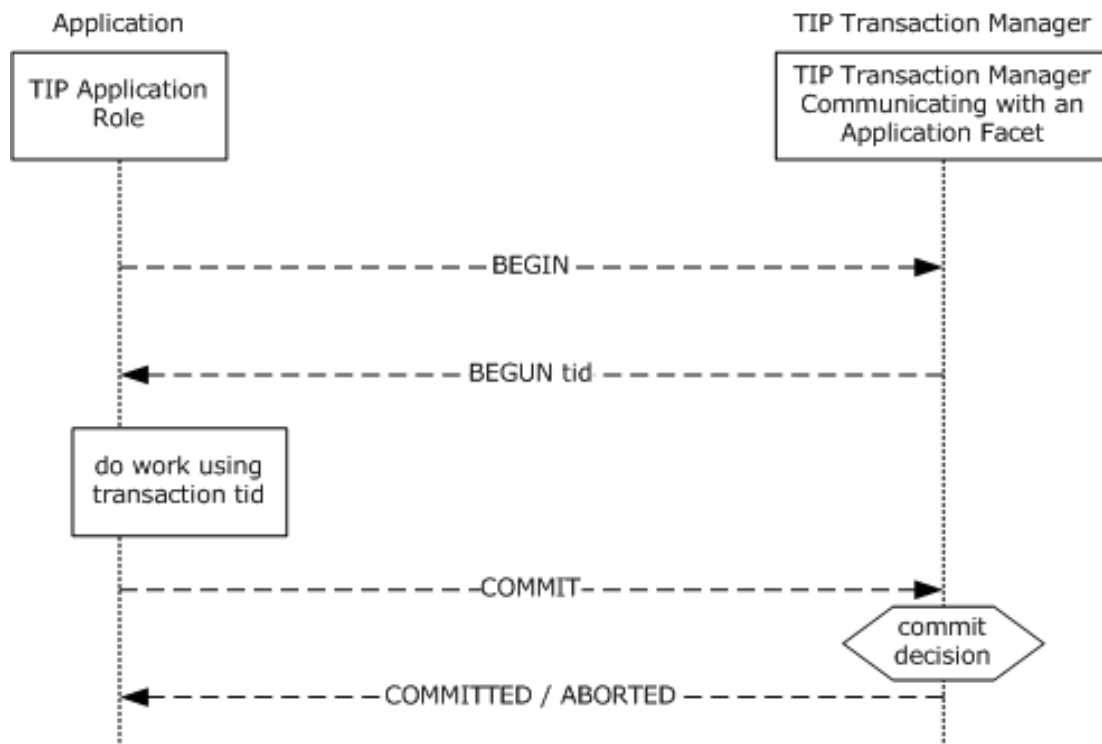 Application
TIP Transaction Manager
TIP Application
Role
TIP Transaction Manager
Communicating with an
Application Facet
BEGIN
BEGUN tid
do work using
transaction tid
COMMIT
commit
decision
COMMITTED / ABORTED